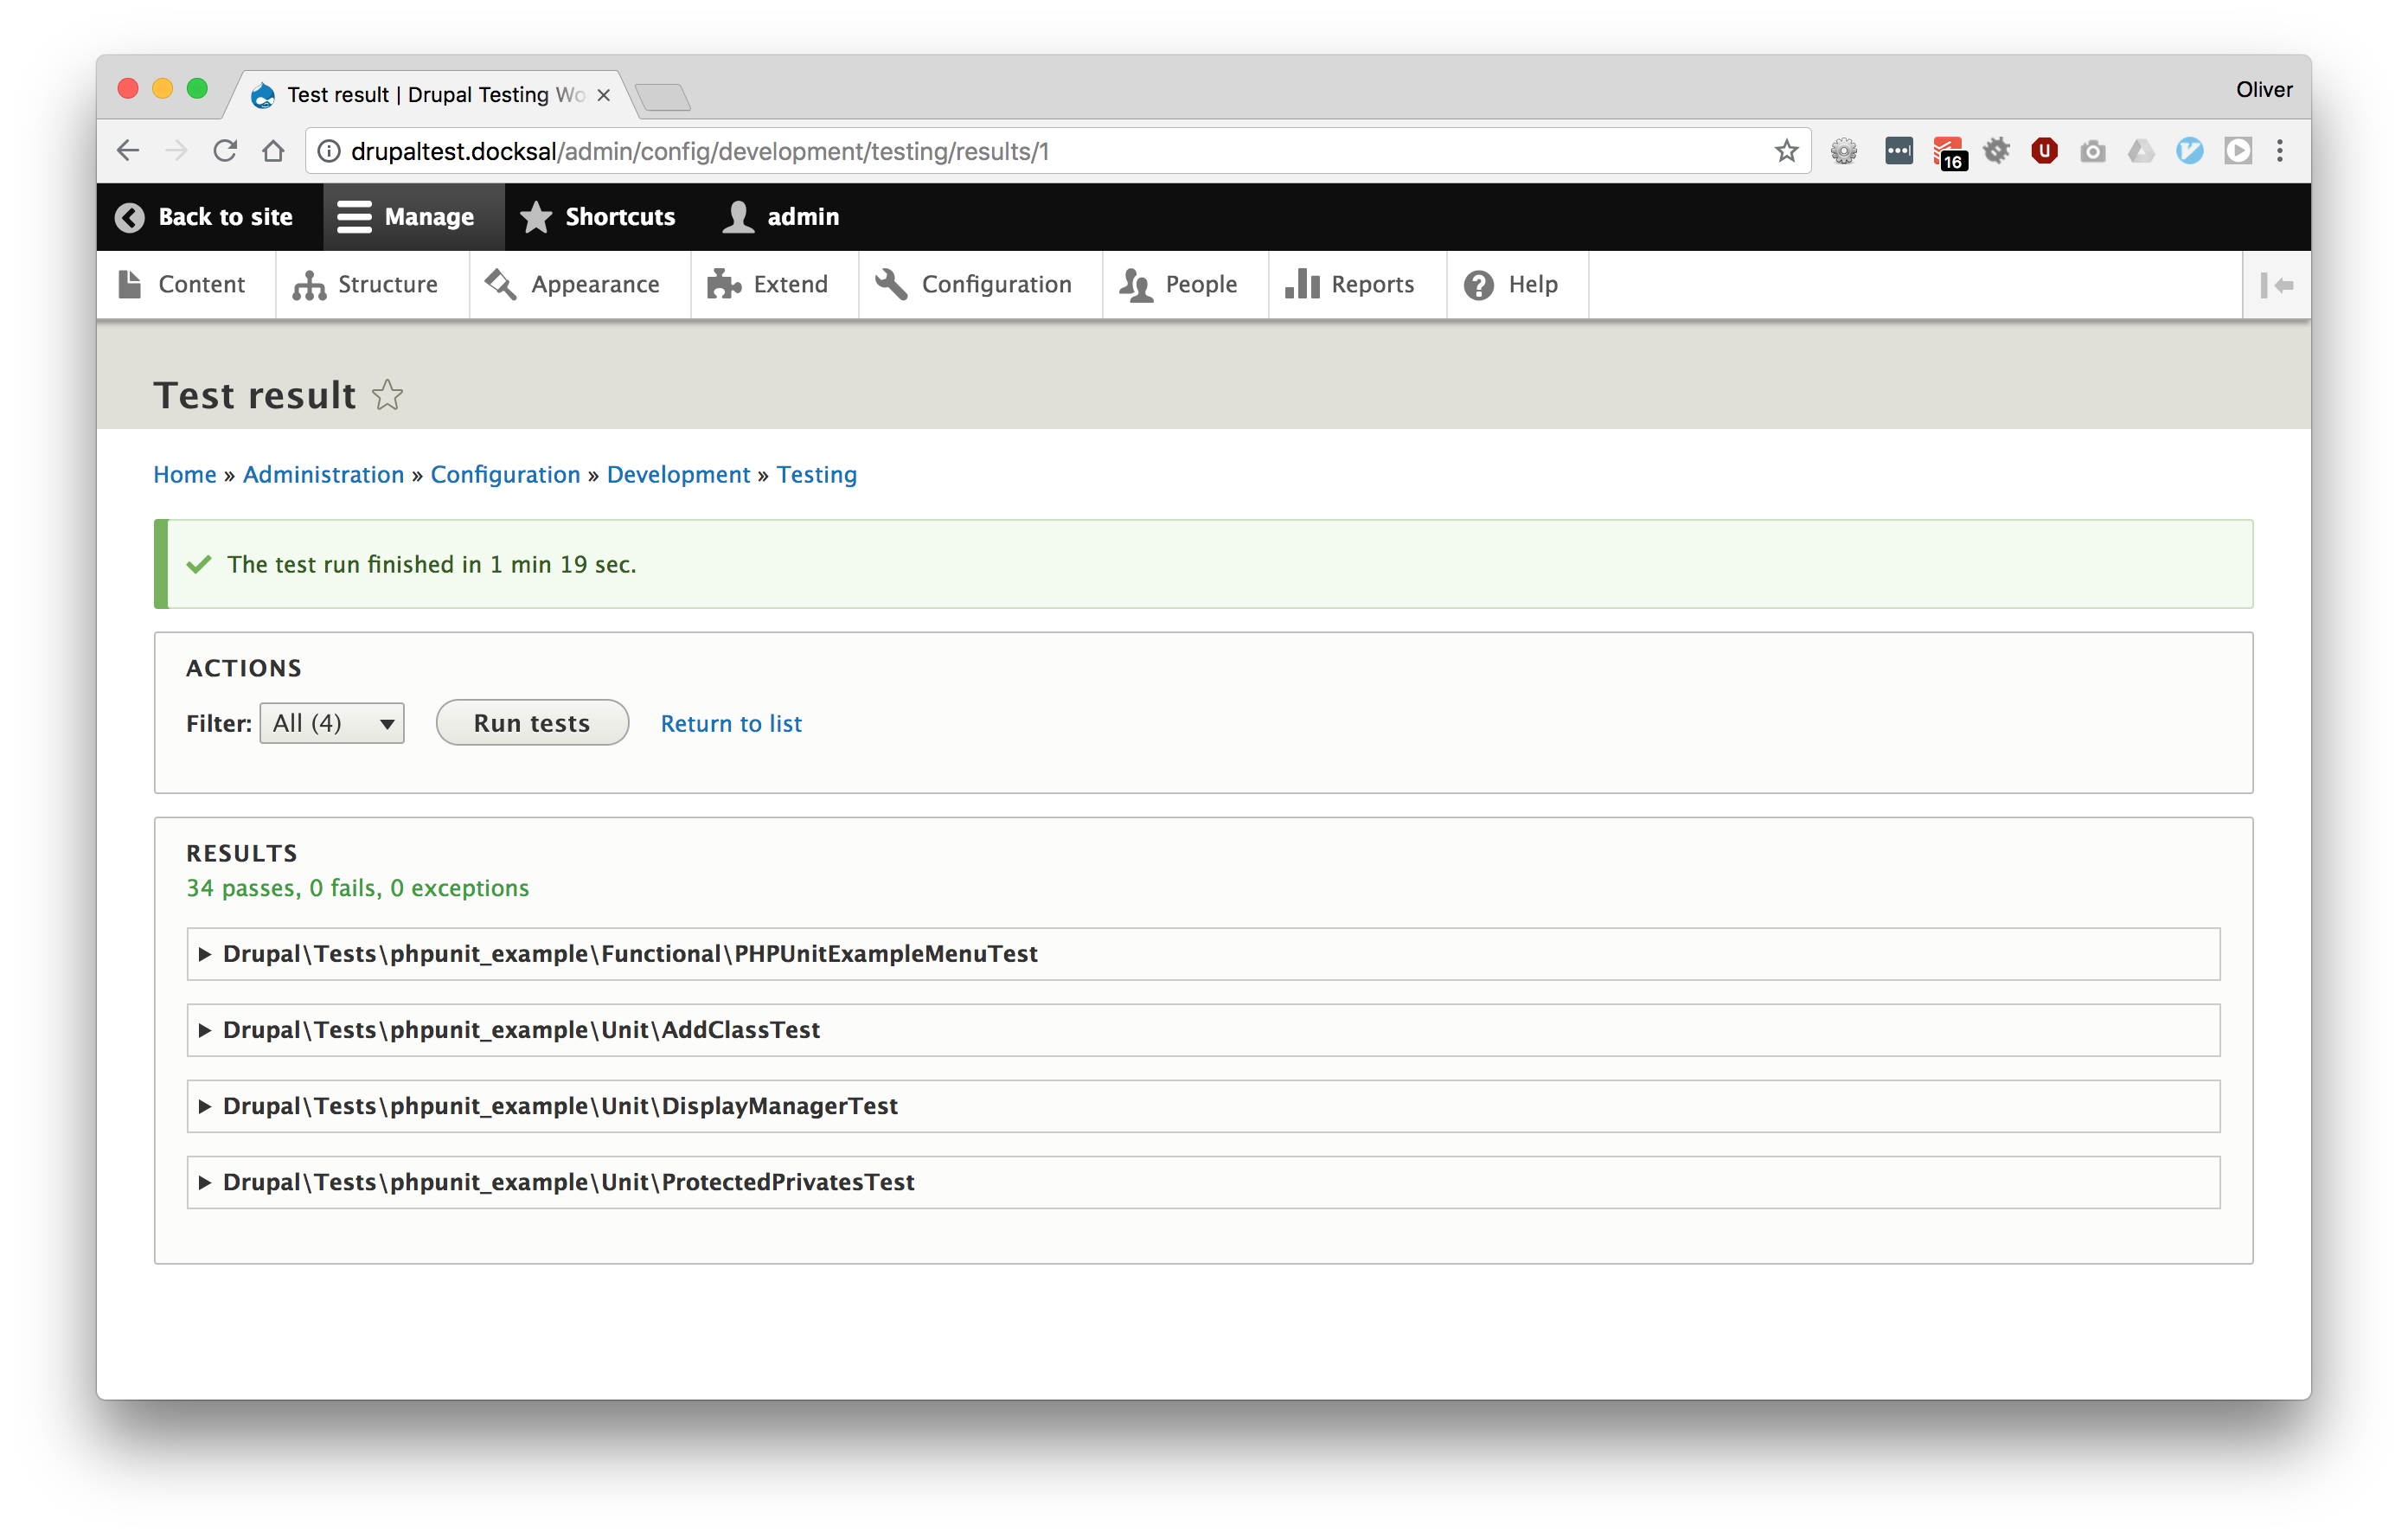 Test result | Drupal Testing Wo
Oliver
drupaltest.docksal/admin/config/development/testing/results/1
16
U
Back to site Manage Shortcuts admin
Content Structure Appearance Extend Configuration People Reports Help
Test result
Home » Administration » Configuration » Development » Testing
The test run finished in 1 min 19 sec.
ACTIONS
Filter: All (4) Run tests Return to list
RESULTS
34 passes, 0 fails, 0 exceptions
Drupal\Tests\phpunit_example\Functional\PHPUnitExampleMenuTest
Drupal\Tests\phpunit_example\Unit\AddClassTest
Drupal\Tests\phpunit_example\Unit\DisplayManagerTest
Drupal\Tests\phpunit_example\Unit\ProtectedPrivatesTest